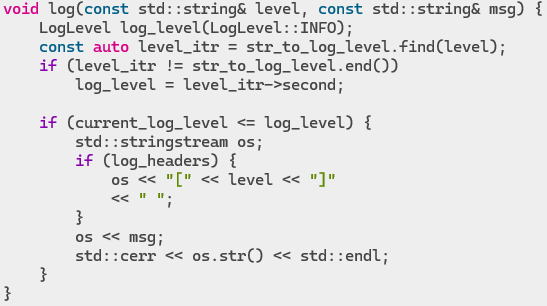 void log(const std::string& level, const std::string& msg) {
    LogLevel log_level(LogLevel::INFO);
    const auto level_itr = str_to_log_level.find(level);
    if (level_itr != str_to_log_level.end())
        log_level = level_itr->second;

    if (current_log_level <= log_level) {
        std::stringstream os;
        if (log_headers) {
            os << "[" << level << "]"
            << " ";
        }
        os << msg;
        std::cerr << os.str() << std::endl;
    }
}